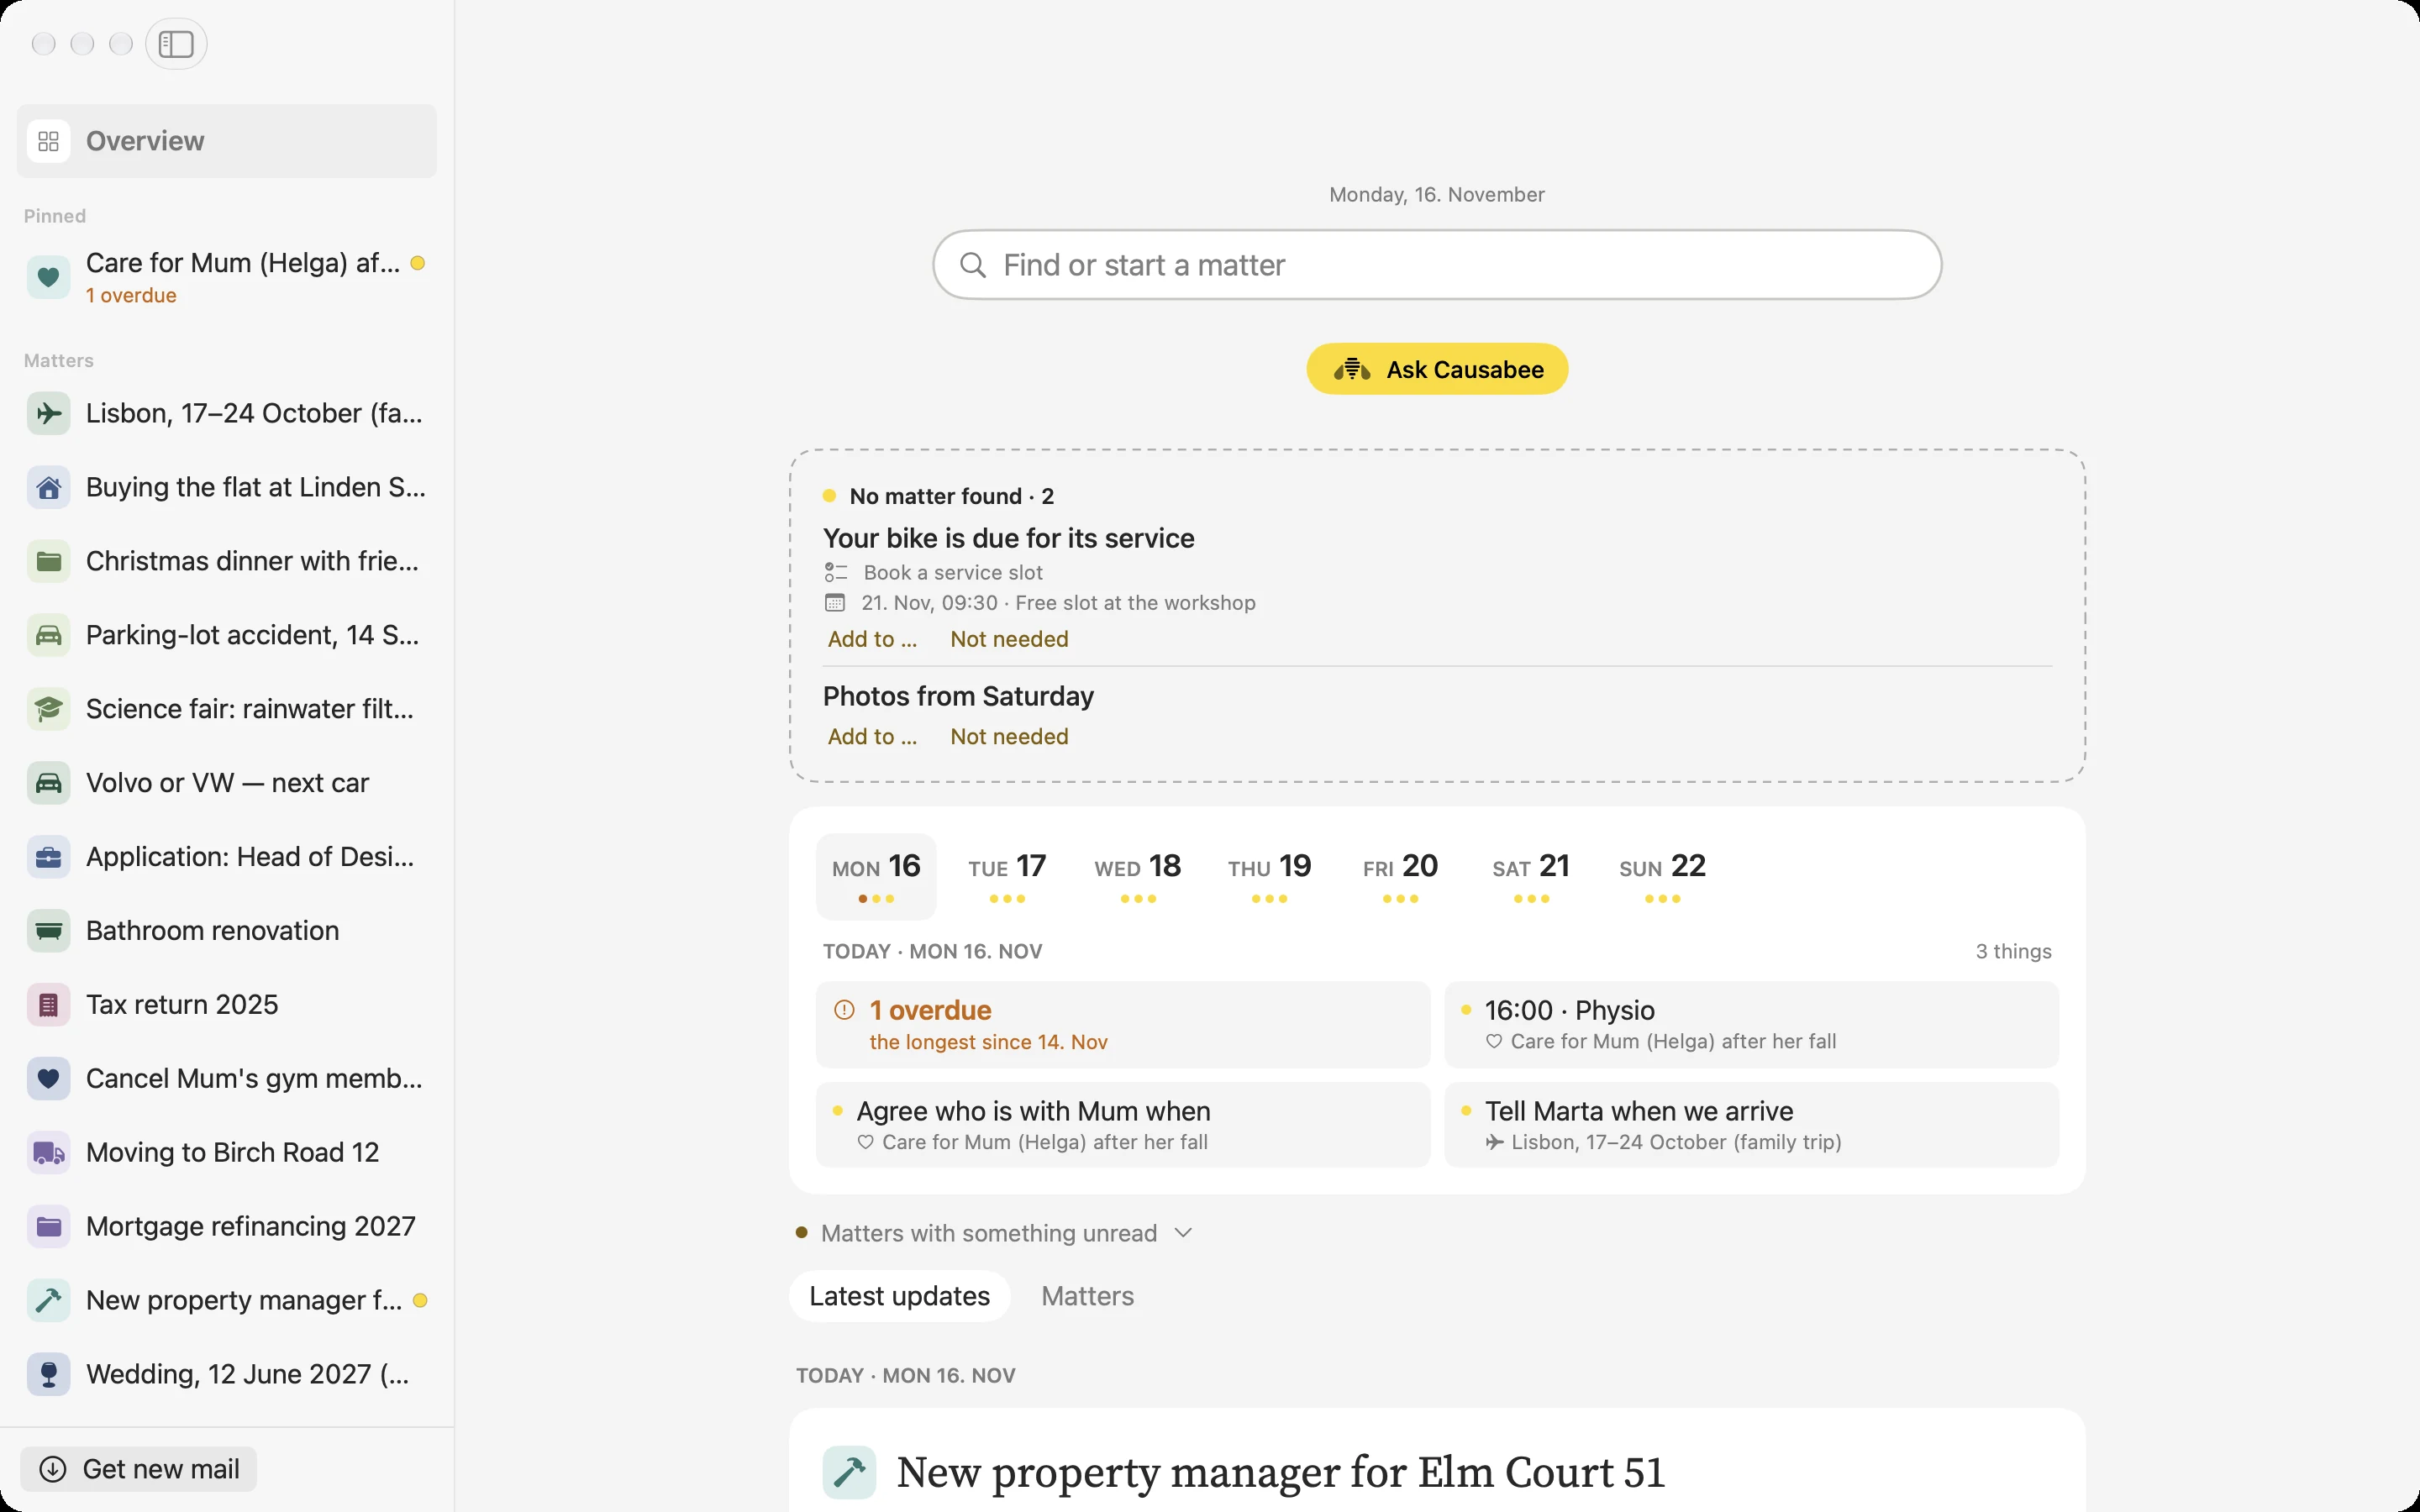 Overview
Pinned
Care for Mum (Helga) af...
1 overdue
Matters
Lisbon, 17–24 October (fa...
Buying the flat at Linden S...
Christmas dinner with frie...
Parking-lot accident, 14 S...
Science fair: rainwater filt...
Volvo or VW — next car
Application: Head of Desi...
Bathroom renovation
Tax return 2025
Cancel Mum's gym memb...
Moving to Birch Road 12
Mortgage refinancing 2027
New property manager f...
Wedding, 12 June 2027 (...
Get new mail
Monday, 16. November
Find or start a matter
Ask Causabee
No matter found · 2
Your bike is due for its service
Book a service slot
21. Nov, 09:30 · Free slot at the workshop
Add to ... Not needed
Photos from Saturday
Add to ... Not needed
MON 16 TUE 17 WED 18 THU 19 FRI 20 SAT 21 SUN 22
TODAY · MON 16. NOV 3 things
1 overdue
the longest since 14. Nov
16:00 · Physio
Care for Mum (Helga) after her fall
Agree who is with Mum when
Care for Mum (Helga) after her fall
Tell Marta when we arrive
Lisbon, 17–24 October (family trip)
Matters with something unread
Latest updates Matters
TODAY · MON 16. NOV
New property manager for Elm Court 51